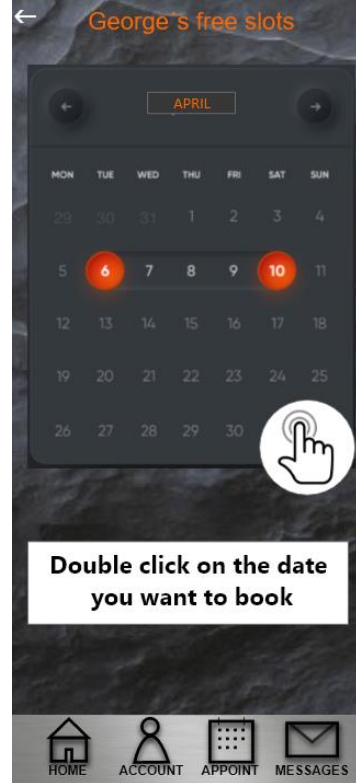 George´s free slots
APRIL
MON TUE WED THU FRI SAT SUN
29 30 31 1 2 3 4
5 6 7 8 9 10 11
12 13 14 15 16 17 18
19 20 21 22 23 24 25
26 27 28 29 30
Double click on the date
you want to book
HOME ACCOUNT APPOINT MESSAGES